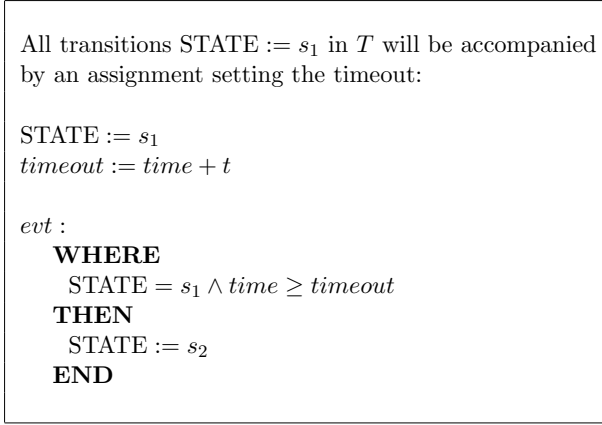 All transitions STATE := s₁ in T will be accompanied
by an assignment setting the timeout:
STATE := s₁
timeout := time + t
evt :
WHERE
STATE = s₁ ∧ time ≥ timeout
THEN
STATE := s₂
END